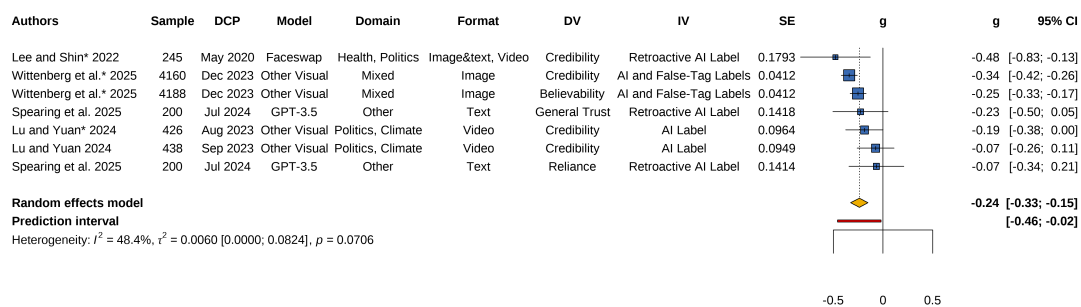 Authors Sample DCP Model Domain Format DV IV SE g g 95% CI
Lee and Shin* 2022 245 May 2020 Faceswap Health, Politics Image&text, Video Credibility Retroactive AI Label 0.1793 -0.48 [-0.83; -0.13]
Wittenberg et al.* 2025 4160 Dec 2023 Other Visual Mixed Image Credibility AI and False-Tag Labels 0.0412 -0.34 [-0.42; -0.26]
Wittenberg et al.* 2025 4188 Dec 2023 Other Visual Mixed Image Believability AI and False-Tag Labels 0.0412 -0.25 [-0.33; -0.17]
Spearing et al. 2025 200 Jul 2024 GPT-3.5 Other Text General Trust Retroactive AI Label 0.1418 -0.23 [-0.50; 0.05]
Lu and Yuan* 2024 426 Aug 2023 Other Visual Politics, Climate Video Credibility AI Label 0.0964 -0.19 [-0.38; 0.00]
Lu and Yuan 2024 438 Sep 2023 Other Visual Politics, Climate Video Credibility AI Label 0.0949 -0.07 [-0.26; 0.11]
Spearing et al. 2025 200 Jul 2024 GPT-3.5 Other Text Reliance Retroactive AI Label 0.1414 -0.07 [-0.34; 0.21]
Random effects model -0.24 [-0.33; -0.15]
Prediction interval [-0.46; -0.02]
Heterogeneity: I² = 48.4%, τ² = 0.0060 [0.0000; 0.0824], p = 0.0706
-0.5 0 0.5